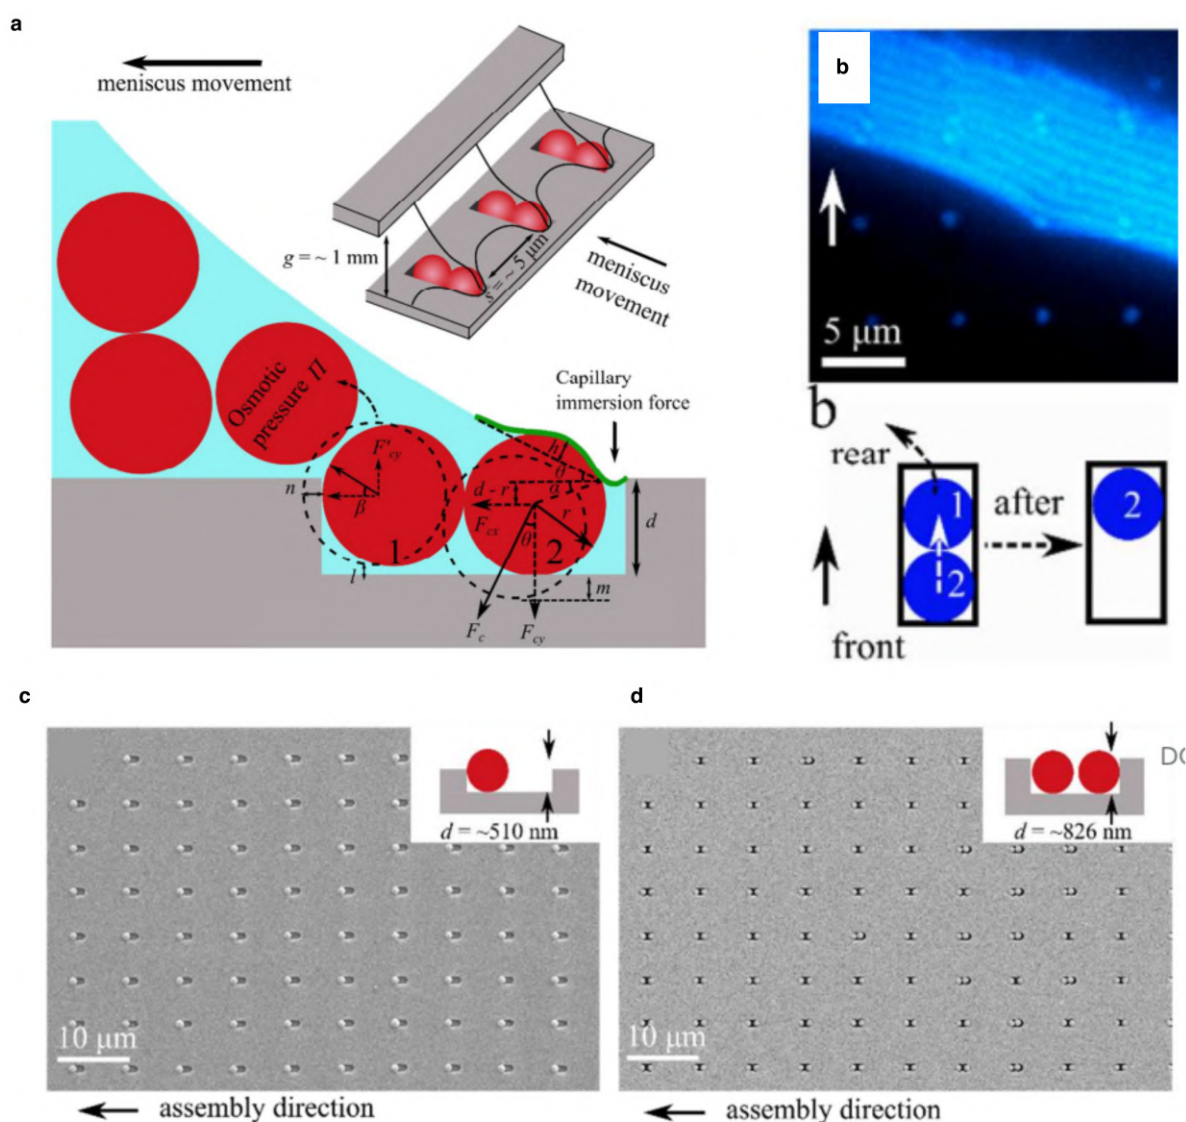 a
meniscus movement
g = ~ 1 mm
s = ~ 5 μm
meniscus
movement
Osmotic
pressure Π
Capillary
immersion force
F′cy
n
β
1
l
h
θ
α
d - r
Fcx
r
θ
2
d
m
Fc
Fcy
b
5 μm
b
rear
1
2
after
2
front
c
d = ~510 nm
10 μm
assembly direction
d
DC
d = ~826 nm
10 μm
assembly direction